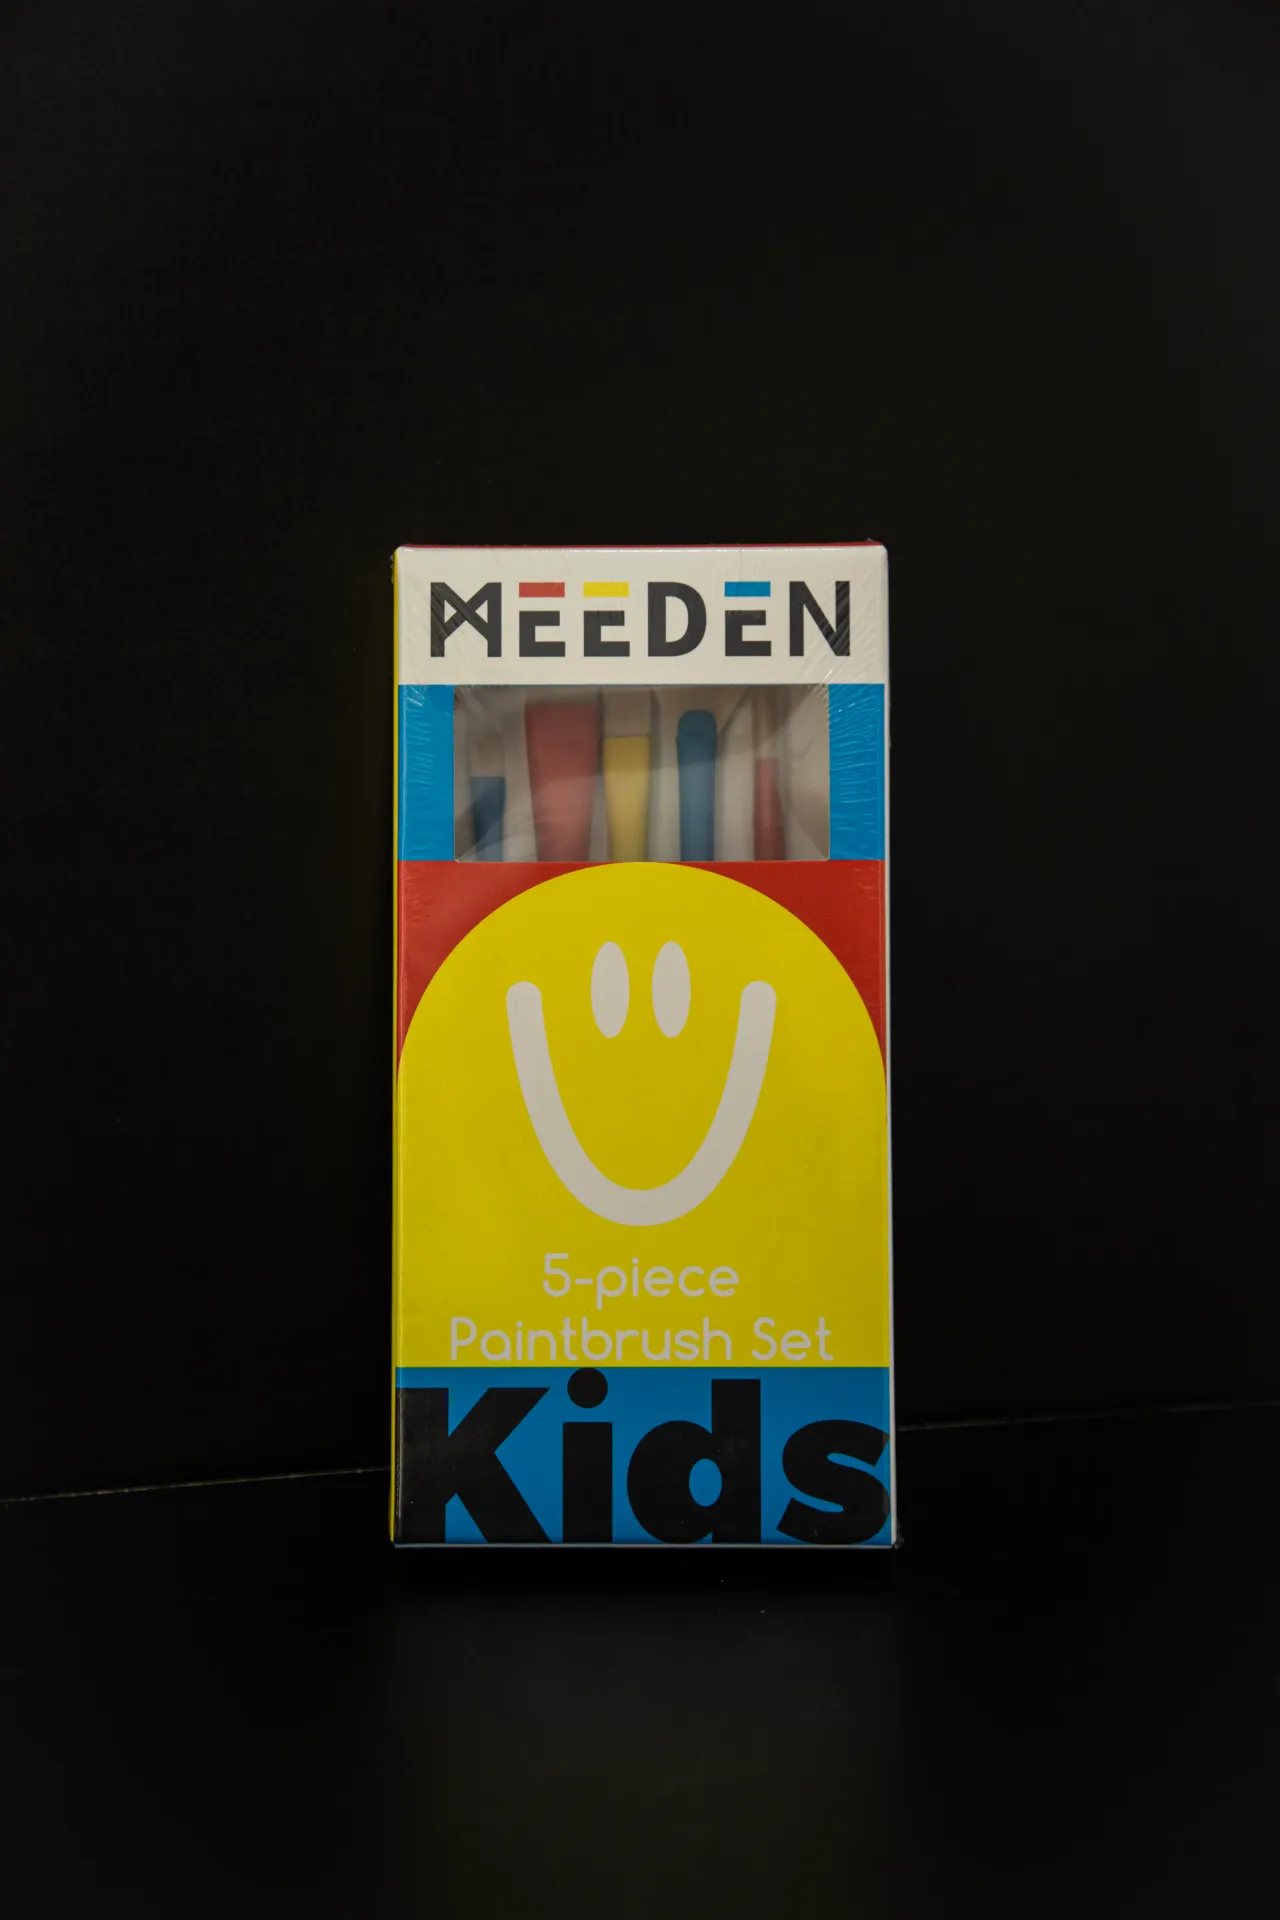 MEEDEN
5-piece
Paintbrush Set
Kids